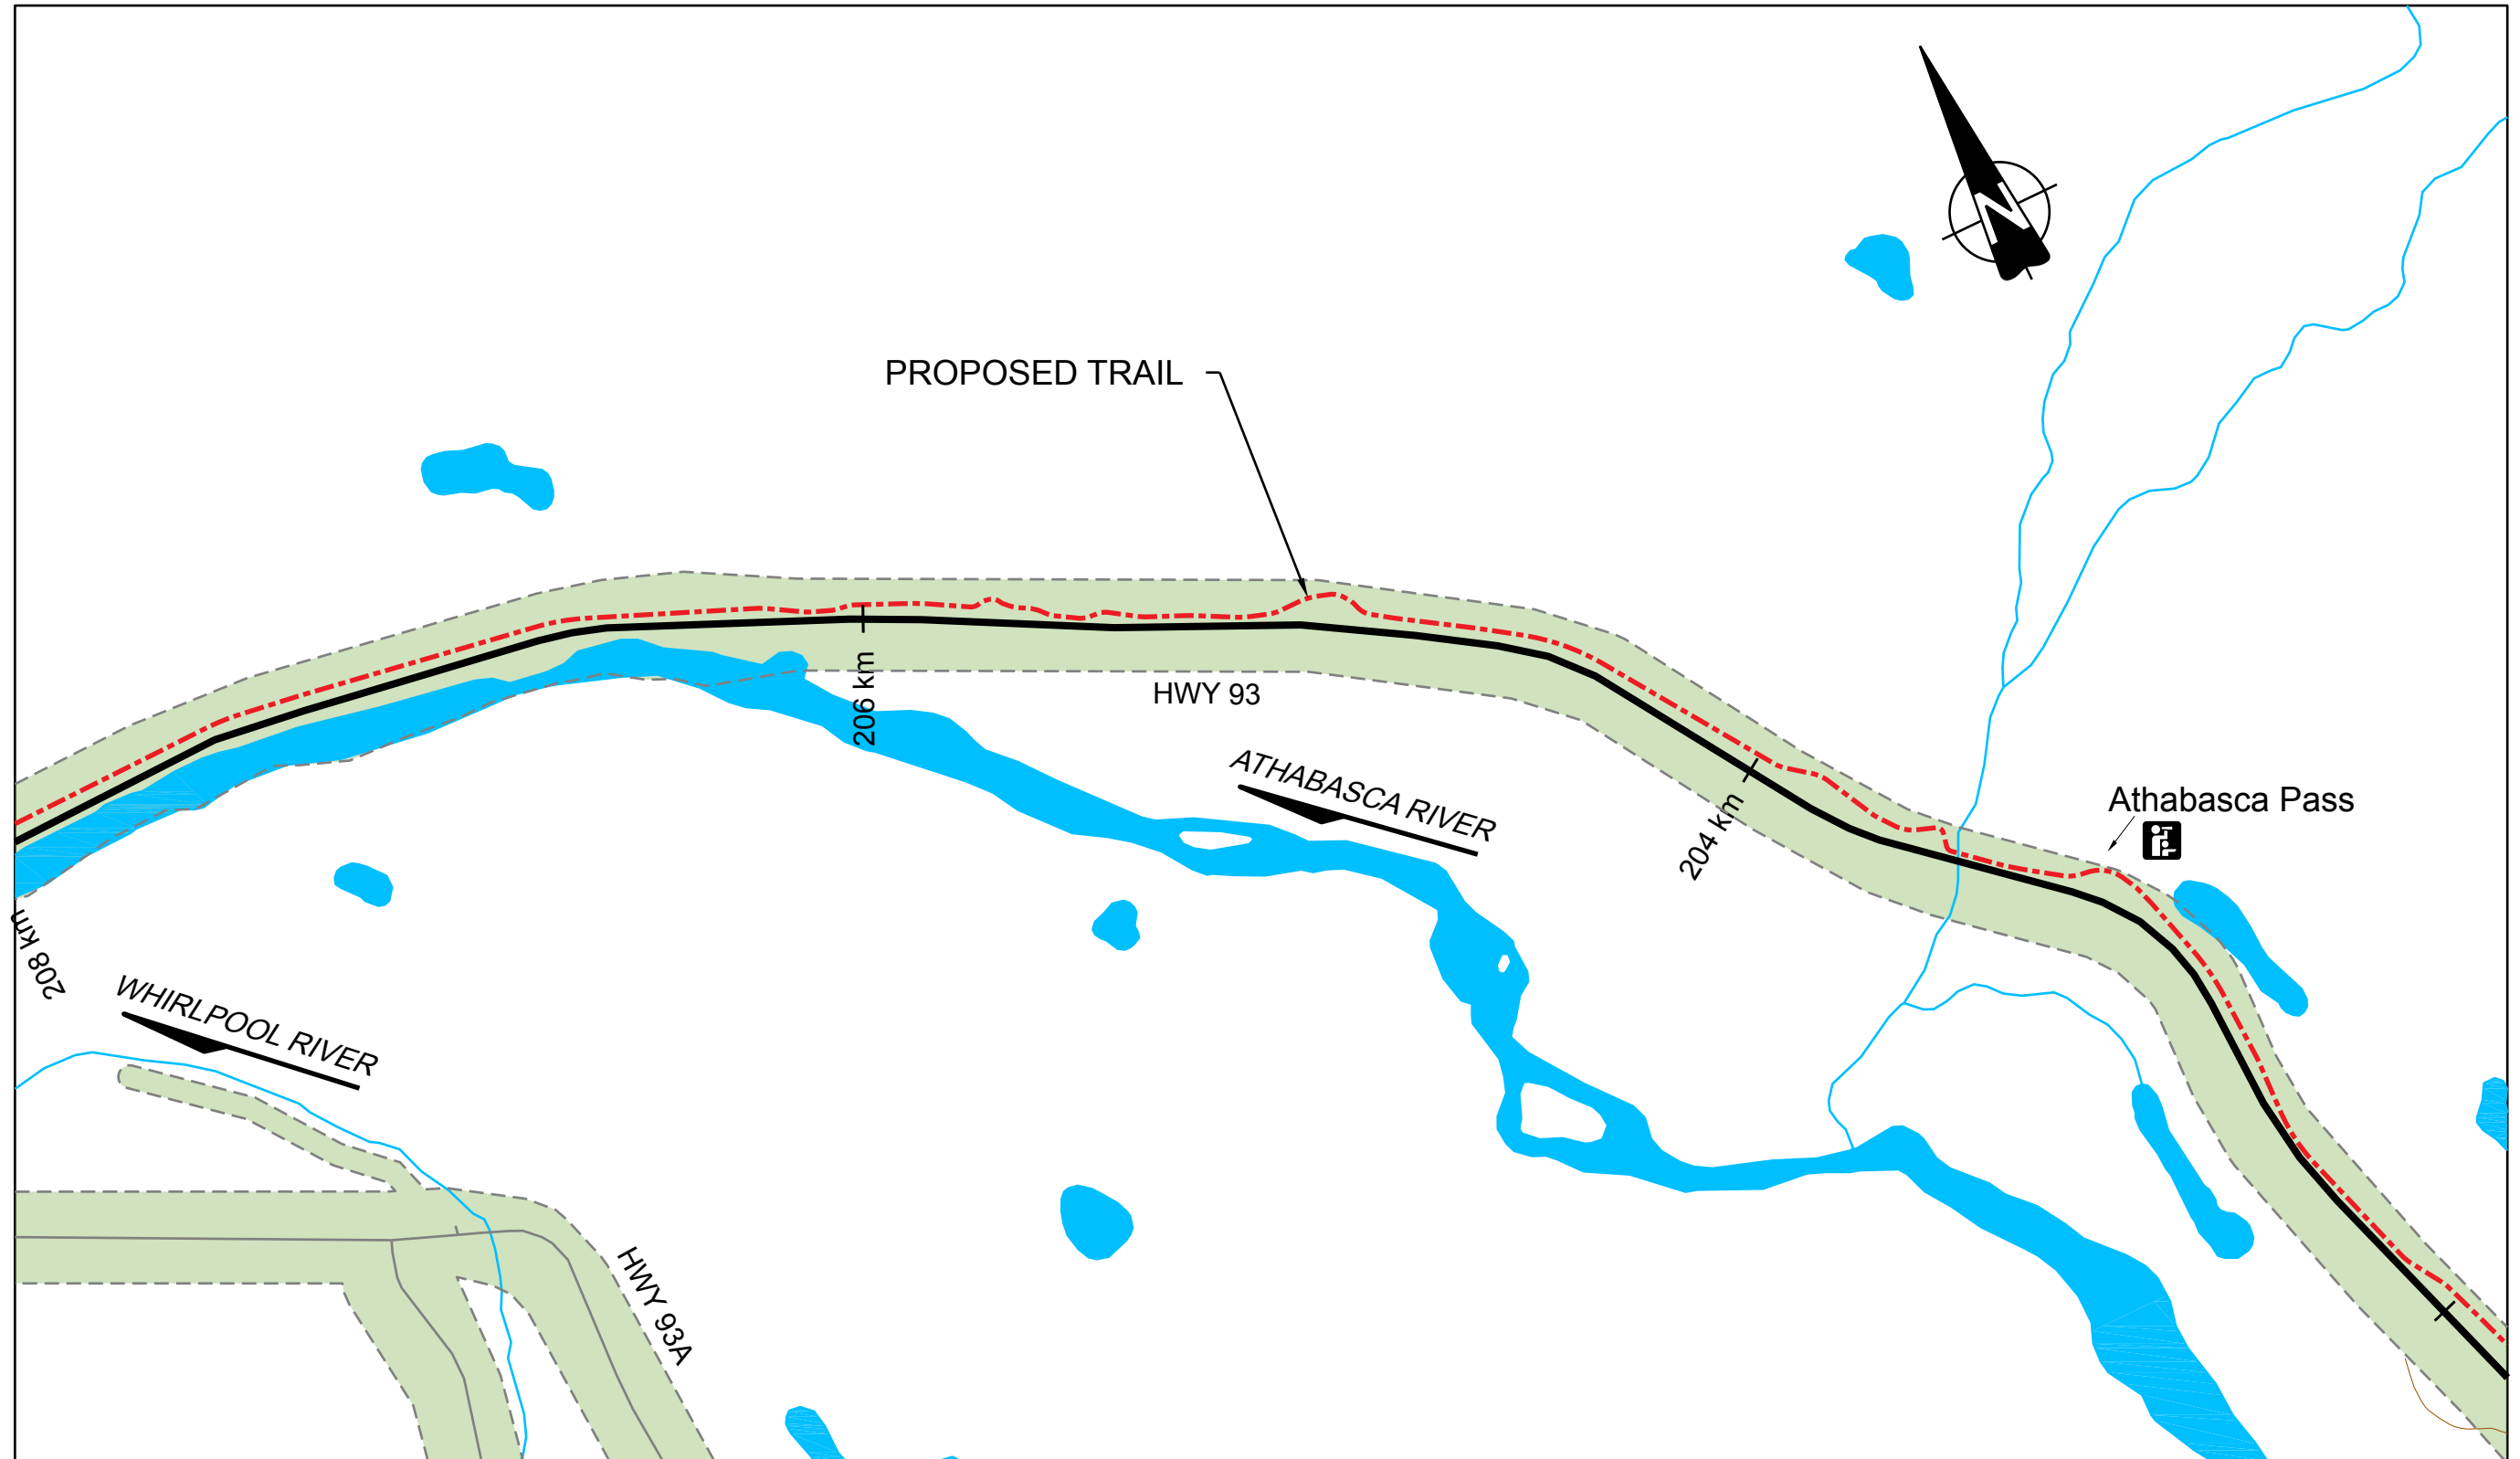 PROPOSED TRAIL
206 km
HWY 93
ATHABASCA RIVER
204 km
Athabasca Pass
208 km
WHIRLPOOL RIVER
HWY 93A